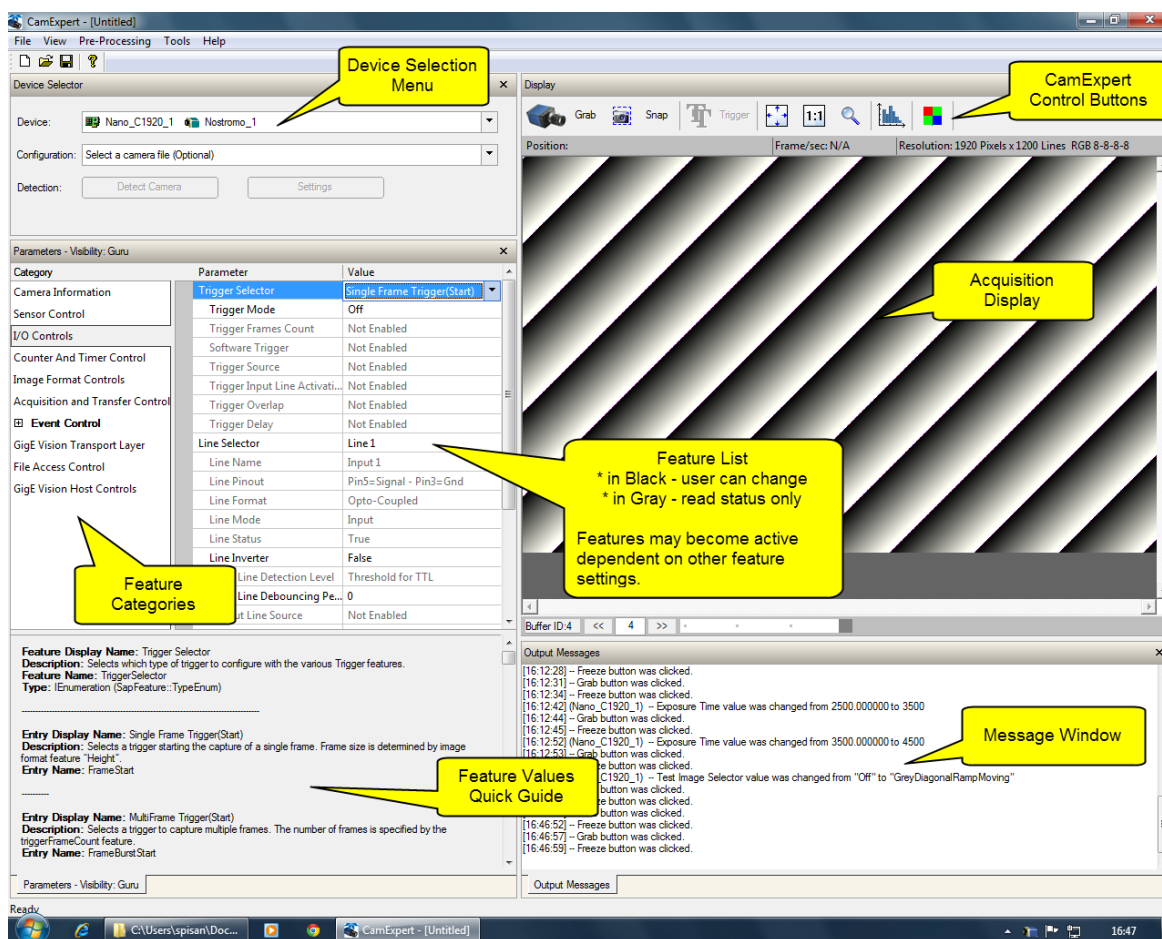 CamExpert - [Untitled]
File View Pre-Processing Tools Help
Device Selector
Device Selection
Menu
Device:
Nano_C1920_1 Nostromo_1
Configuration:
Select a camera file (Optional)
Detection:
Detect Camera
Settings
Parameters - Visibility: Guru
Category
Parameter
Value
Camera Information
Sensor Control
I/O Controls
Counter And Timer Control
Image Format Controls
Acquisition and Transfer Control
Event Control
GigE Vision Transport Layer
File Access Control
GigE Vision Host Controls
Feature
Categories
Trigger Selector Single Frame Trigger(Start)
Trigger Mode Off
Trigger Frames Count Not Enabled
Software Trigger Not Enabled
Trigger Source Not Enabled
Trigger Input Line Activati... Not Enabled
Trigger Overlap Not Enabled
Trigger Delay Not Enabled
Line Selector Line 1
Line Name Input 1
Line Pinout Pin5=Signal - Pin3=Gnd
Line Format Opto-Coupled
Line Mode Input
Line Status True
Line Inverter False
Line Detection Level Threshold for TTL
Line Debouncing Pe... 0
Line Source Not Enabled
Feature List
* in Black - user can change
* in Gray - read status only
Features may become active
dependent on other feature
settings.
Feature Display Name: Trigger Selector
Description: Selects which type of trigger to configure with the various Trigger features.
Feature Name: TriggerSelector
Type: IEnumeration (SapFeature::TypeEnum)
Entry Display Name: Single Frame Trigger(Start)
Description: Selects a trigger starting the capture of a single frame. Frame size is determined by image
format feature "Height".
Entry Name: FrameStart
Entry Display Name: MultiFrame Trigger(Start)
Description: Selects a trigger to capture multiple frames. The number of frames is specified by the
triggerFrameCount feature.
Entry Name: FrameBurstStart
Feature Values
Quick Guide
Parameters - Visibility: Guru
Display
CamExpert
Control Buttons
Grab
Snap
Trigger
1:1
Position:
Frame/sec: N/A
Resolution: 1920 Pixels x 1200 Lines RGB 8-8-8-8
Acquisition
Display
Buffer ID:4 << 4 >>
Output Messages
[16:12:28] -- Freeze button was clicked.
[16:12:31] -- Grab button was clicked.
[16:12:34] -- Freeze button was clicked.
[16:12:42] (Nano_C1920_1) -- Exposure Time value was changed from 2500.000000 to 3500
[16:12:44] -- Grab button was clicked.
[16:12:45] -- Freeze button was clicked.
[16:12:52] (Nano_C1920_1) -- Exposure Time value was changed from 3500.000000 to 4500
[16:12:53] -- Grab button was clicked.
button was clicked.
_C1920_1) -- Test Image Selector value was changed from "Off" to "GreyDiagonalRampMoving"
button was clicked.
button was clicked.
button was clicked.
[16:46:52] -- Freeze button was clicked.
[16:46:57] -- Grab button was clicked.
[16:46:59] -- Freeze button was clicked.
Message Window
Output Messages
Ready
C:\Users\spisan\Doc...
CamExpert - [Untitled]
16:47